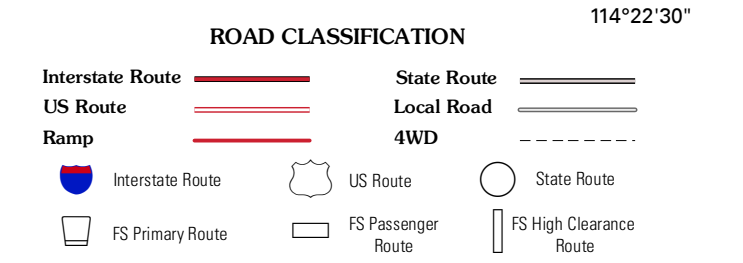 114°22'30"
ROAD CLASSIFICATION
Interstate Route
State Route
US Route
Local Road
Ramp
4WD
Interstate Route
US Route
State Route
FS Primary Route
FS Passenger
Route
FS High Clearance
Route